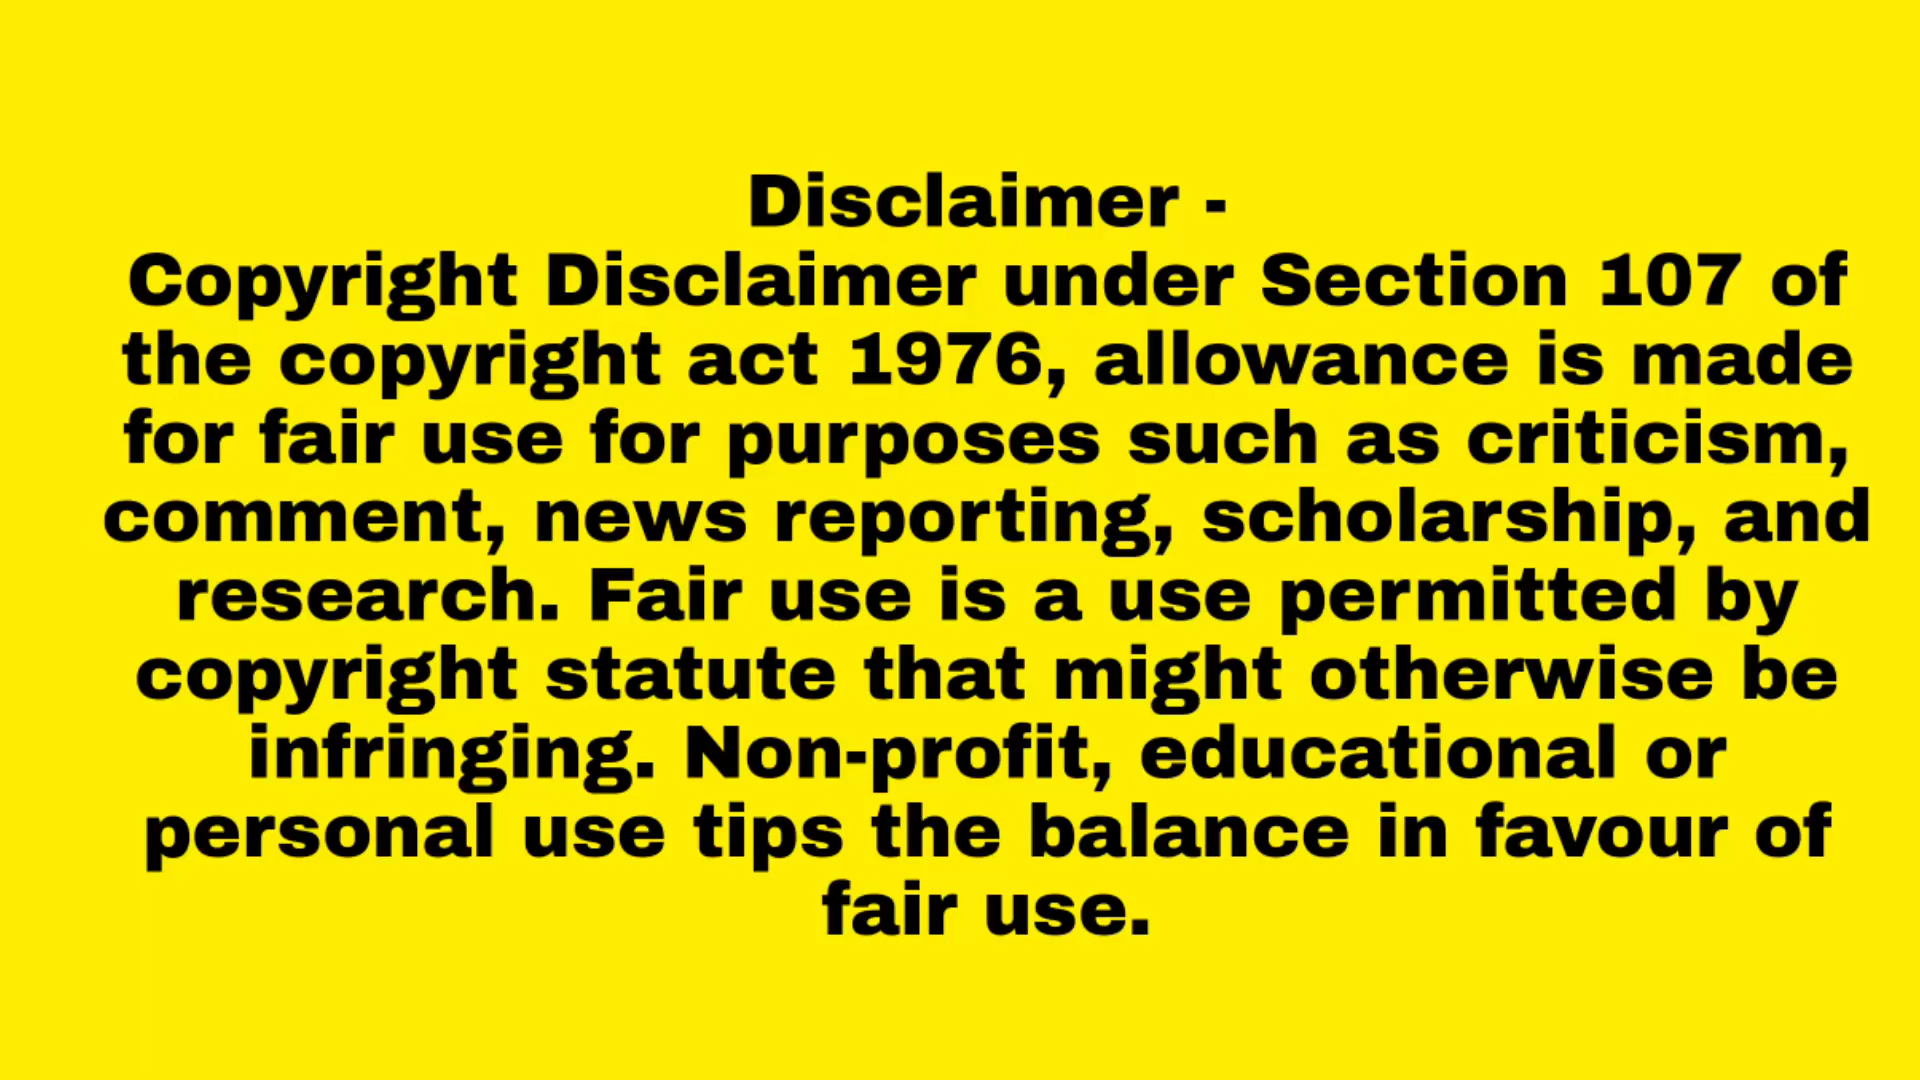 Disclaimer -
Copyright Disclaimer under Section 107 of
the copyright act 1976, allowance is made
for fair use for purposes such as criticism,
comment, news reporting, scholarship, and
research. Fair use is a use permitted by
copyright statute that might otherwise be
infringing. Non-profit, educational or
personal use tips the balance in favour of
fair use.